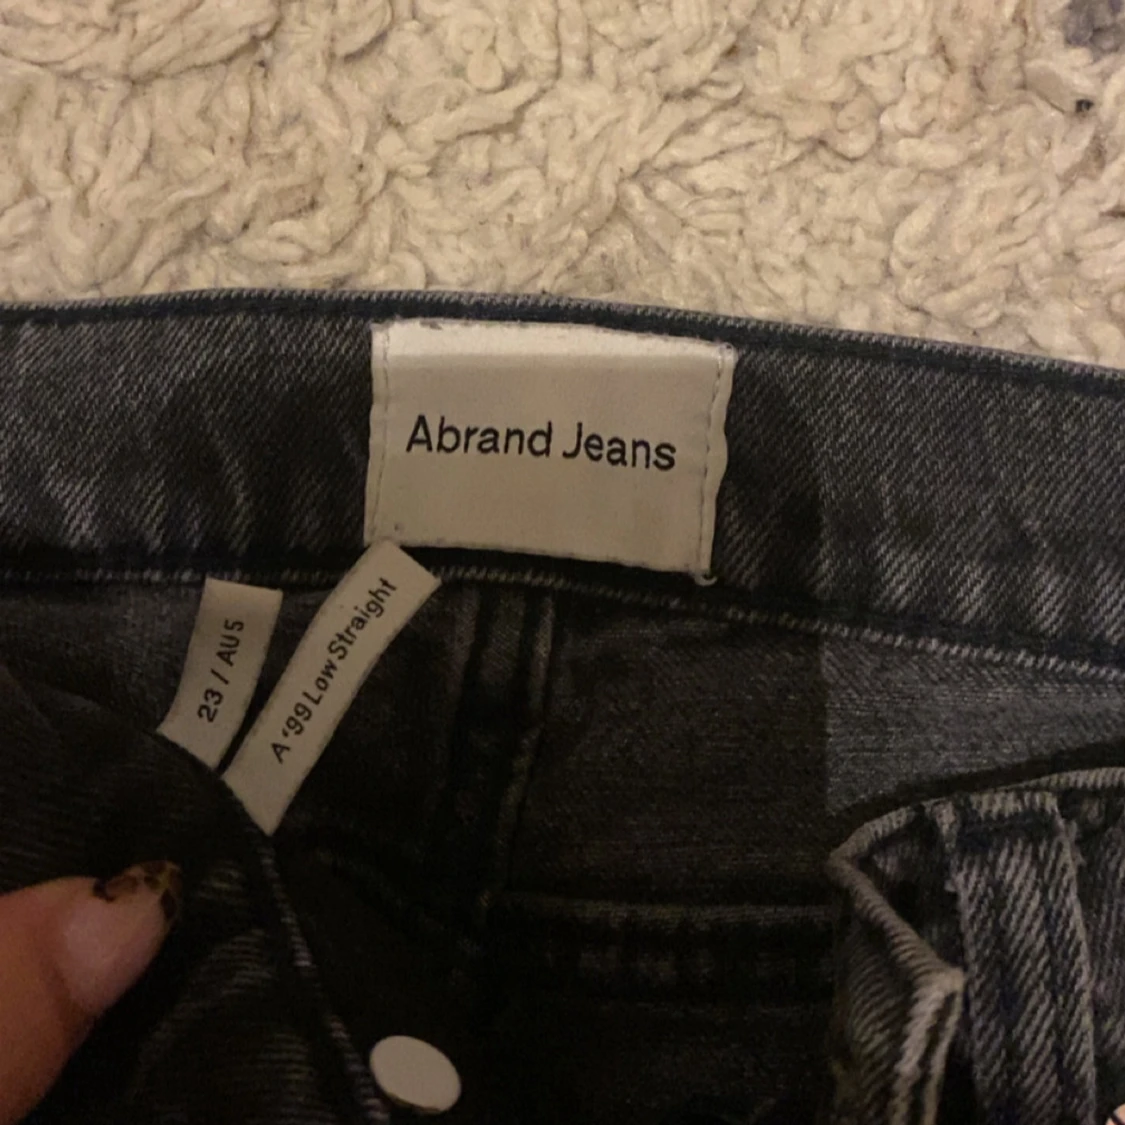 Abrand Jeans
23 / AU 5
A '99 Low Straight